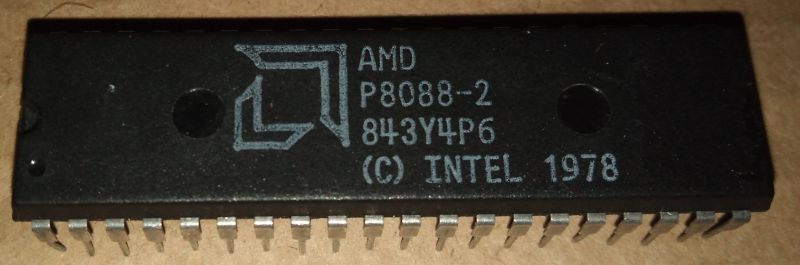 AMD
P8088-2
843Y4P6
(C) INTEL 1978